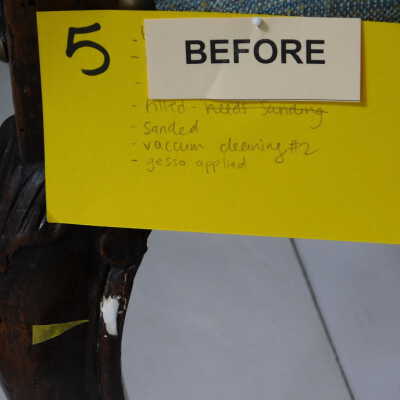 5
BEFORE
- filled - needs sanding
- sanded
- vaccum cleaning #2
- gesso applied